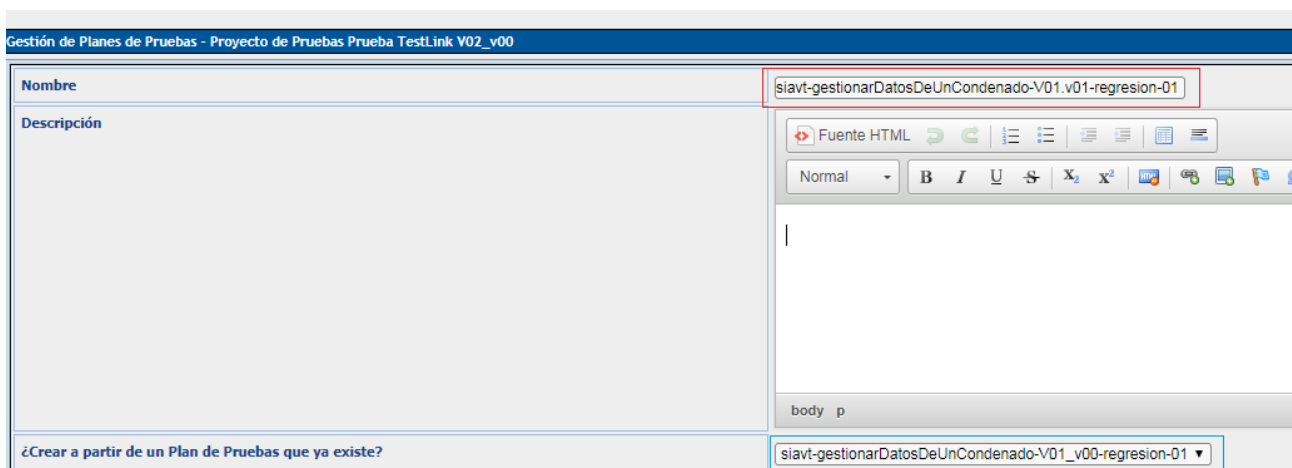 Gestión de Planes de Pruebas - Proyecto de Pruebas Prueba TestLink V02_v00
Nombre
siavt-gestionarDatosDeUnCondenado-V01.v01-regresion-01
Descripción
Fuente HTML
Normal B I U S X₂ X²
body p
¿Crear a partir de un Plan de Pruebas que ya existe?
siavt-gestionarDatosDeUnCondenado-V01_v00-regresion-01